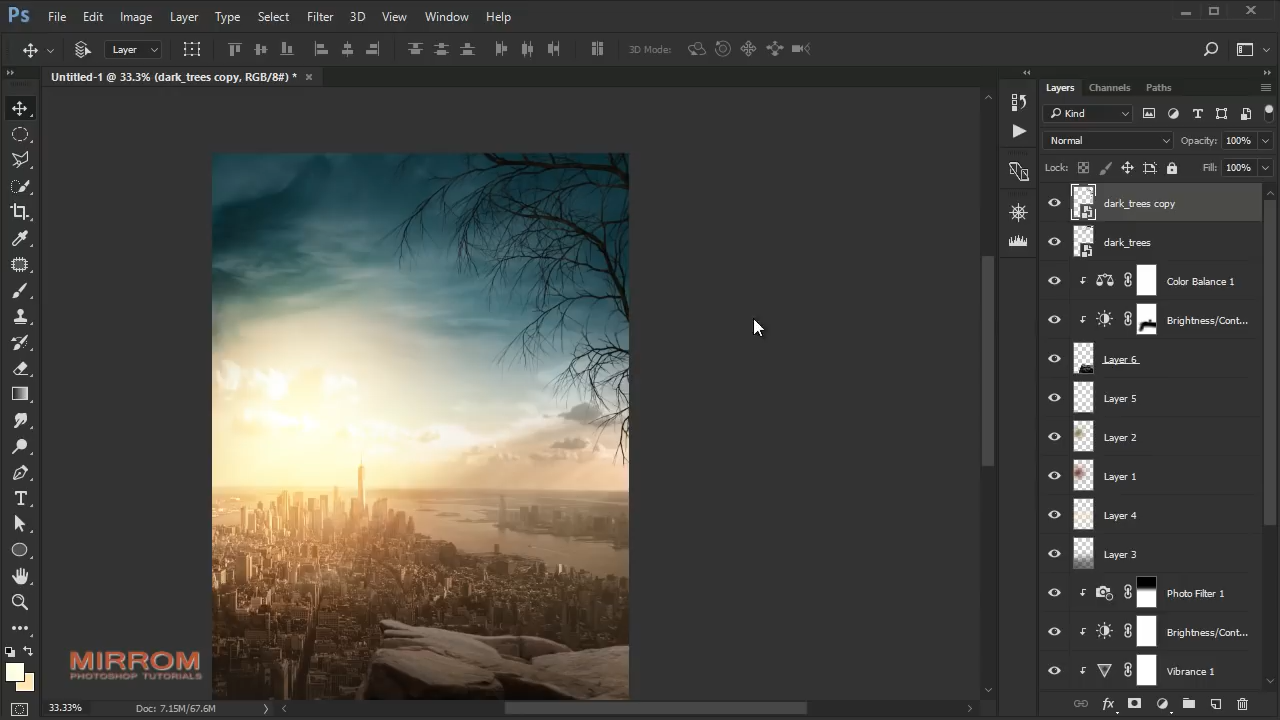 Ps File Edit Image Layer Type Select Filter 3D View Window Help
Layer 3D Mode:
Untitled-1 @ 33.3% (dark_trees copy, RGB/8#) * ×
Layers Channels Paths
Kind
Normal Opacity: 100%
Lock: Fill: 100%
dark_trees copy
dark_trees
Color Balance 1
Brightness/Cont...
Layer 6
Layer 5
Layer 2
Layer 1
Layer 4
Layer 3
Photo Filter 1
Brightness/Cont...
Vibrance 1
MIRROM
PHOTOSHOP TUTORIALS
33.33% Doc: 7.15M/67.6M